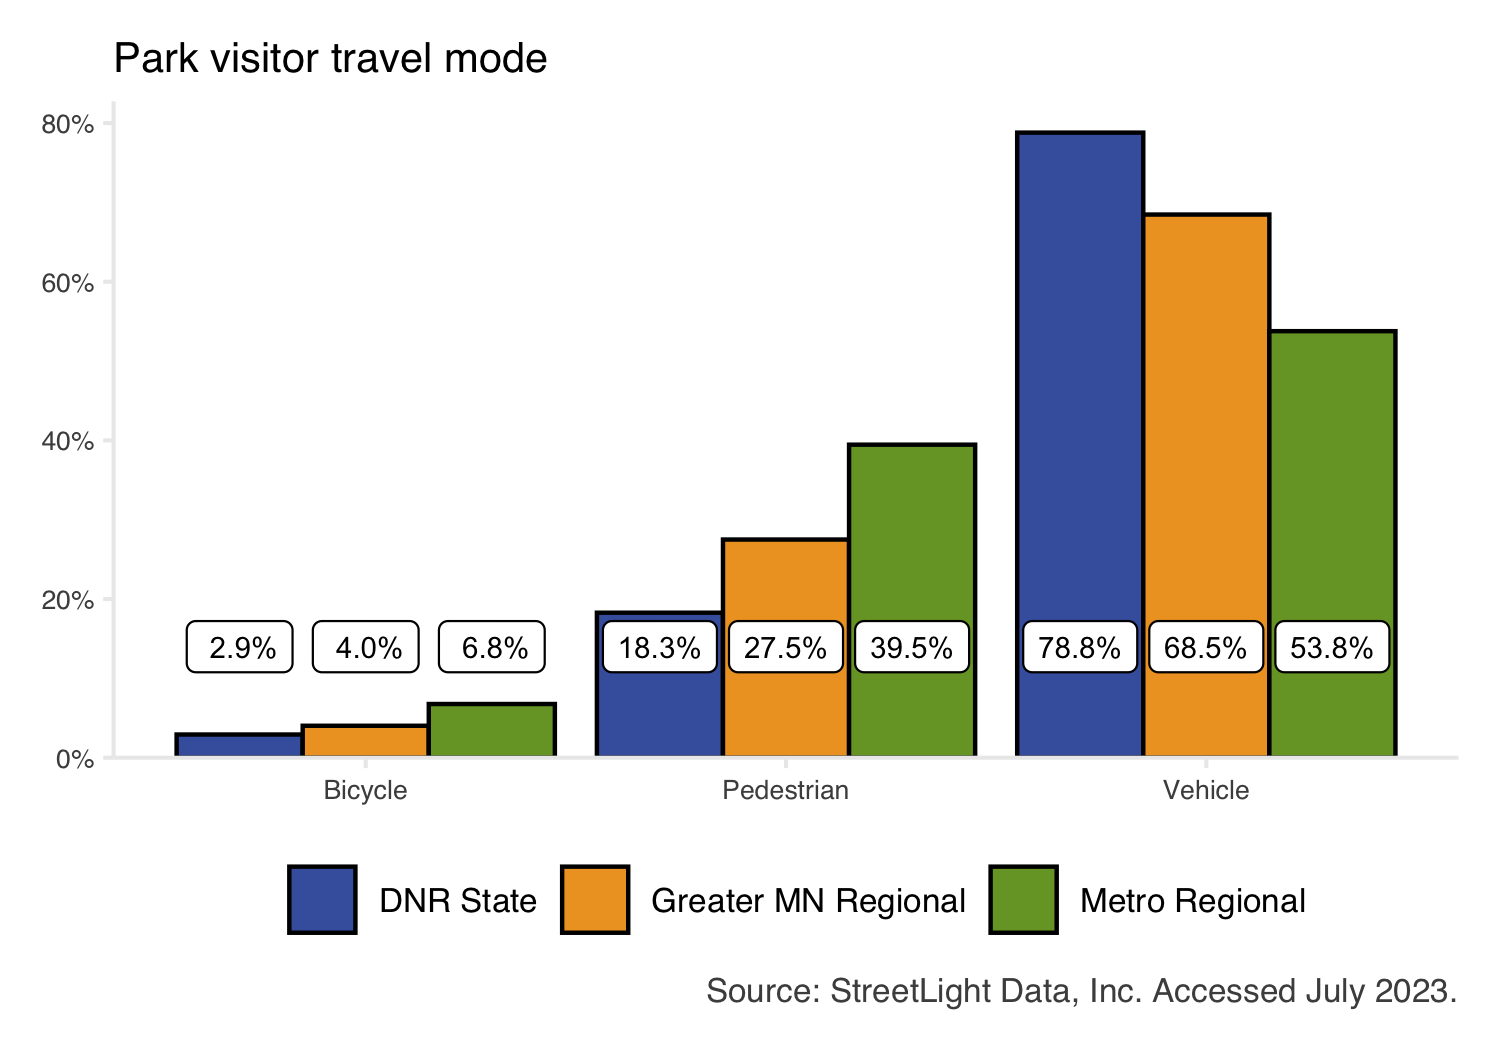 Park visitor travel mode
80%
60%
40%
20%
0%
2.9% 4.0% 6.8% 18.3% 27.5% 39.5% 78.8% 68.5% 53.8%
Bicycle Pedestrian Vehicle
DNR State Greater MN Regional Metro Regional
Source: StreetLight Data, Inc. Accessed July 2023.